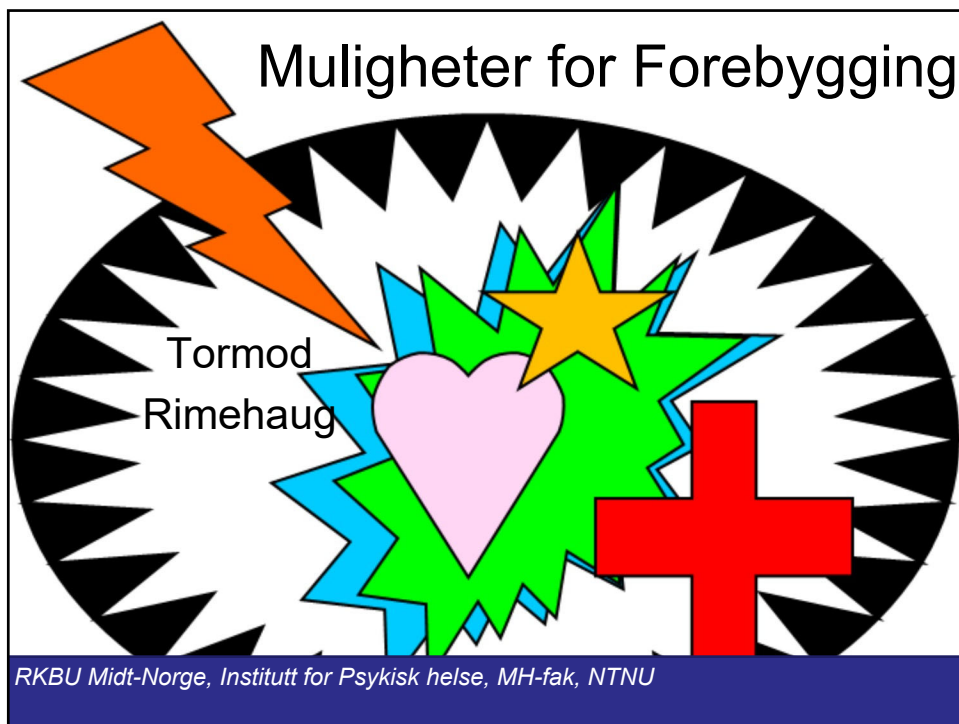 Muligheter for Forebygging
Tormod
Rimehaug
RKBU Midt-Norge, Institutt for Psykisk helse, MH-fak, NTNU